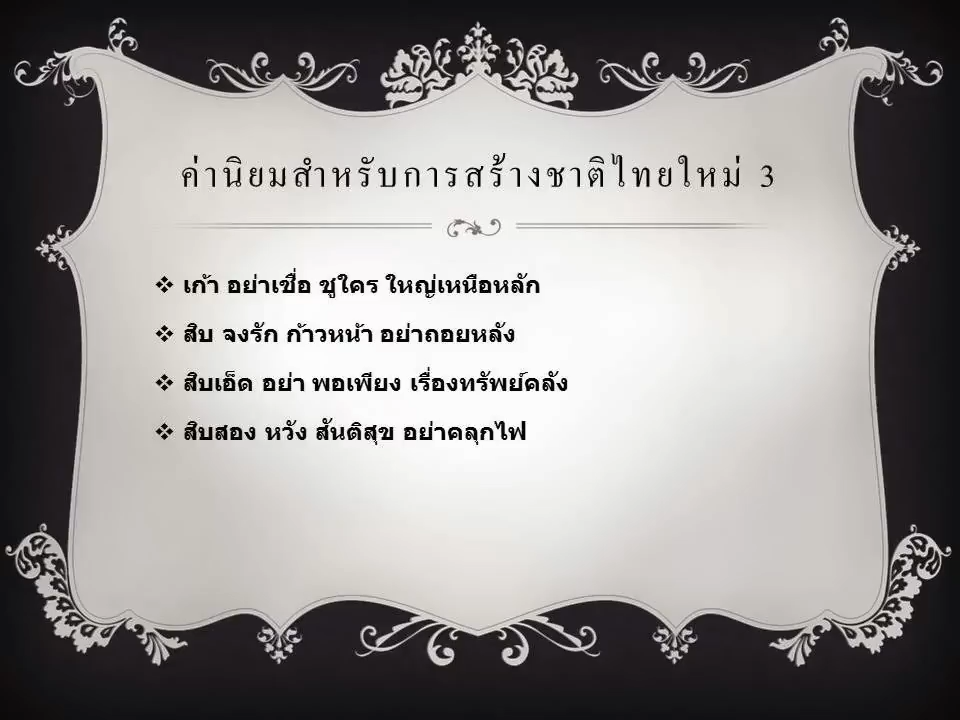 ค่านิยมสำหรับการสร้างชาติไทยใหม่ 3
❖ เก้า อย่าเชื่อ ชูใคร ใหญ่เหนือหลัก
❖ สิบ จงรัก ก้าวหน้า อย่าถอยหลัง
❖ สิบเอ็ด อย่า พอเพียง เรื่องทรัพย์คลัง
❖ สิบสอง หวัง สันติสุข อย่าคลุกไฟ